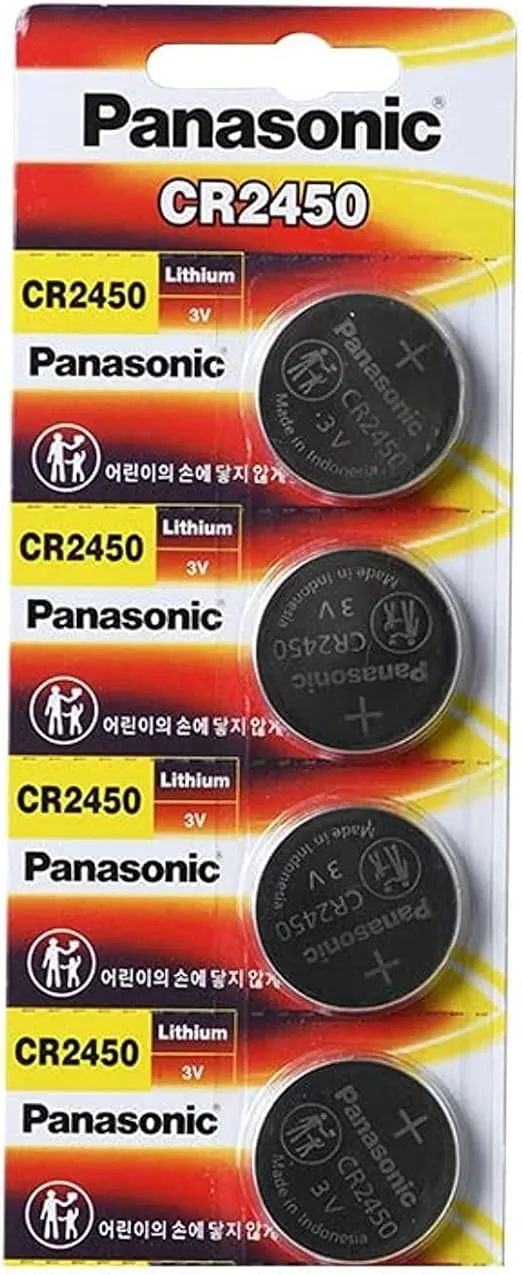 Panasonic®
CR2450
CR2450
Lithium
3V
Panasonic
어린이의 손에 닿지 않게
+
Panasonic
CR2450
3V
Made in Indonesia
CR2450
Lithium
3V
Panasonic
어린이의 손에 닿지 않게
+
Panasonic
CR2450
3V
Made in Indonesia
CR2450
Lithium
3V
Panasonic
어린이의 손에 닿지 않게
+
Panasonic
CR2450
3V
Made in Indonesia
CR2450
Lithium
3V
Panasonic
어린이의 손에 닿지 않게
+
Panasonic
CR2450
3V
Made in Indonesia